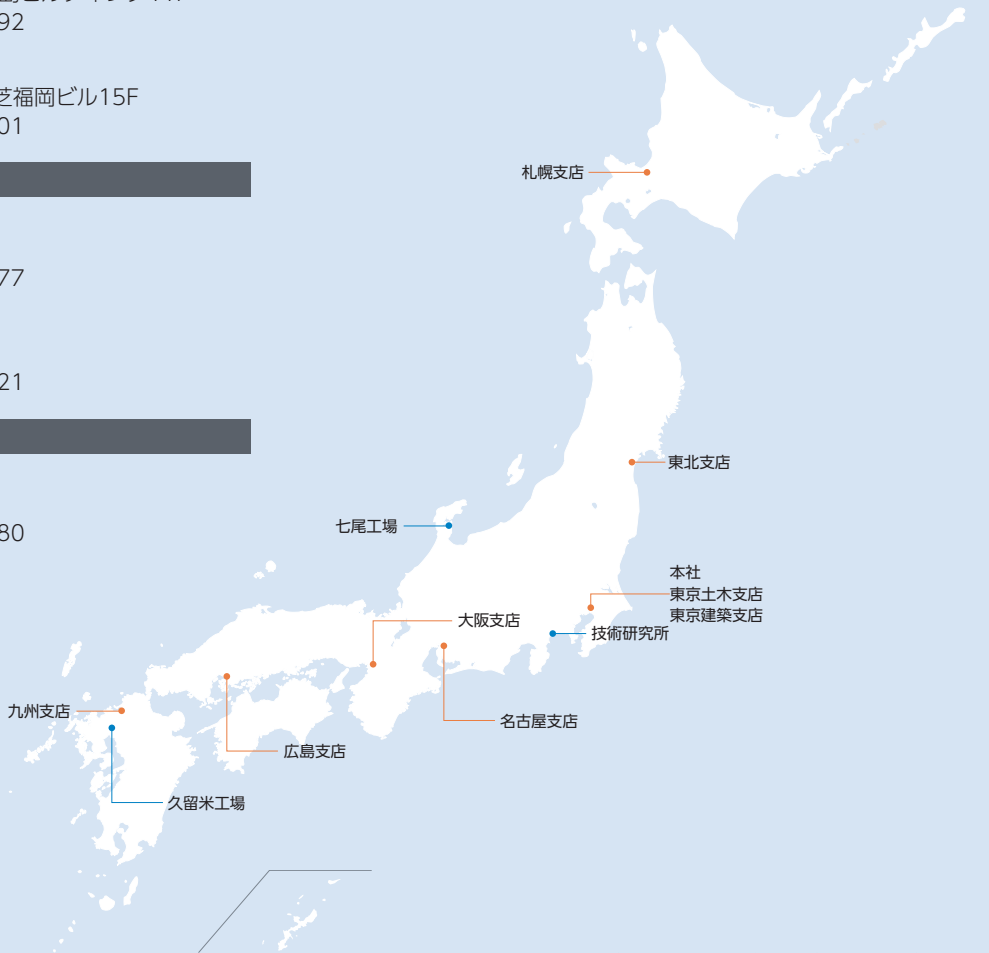 92
芝福岡ビル15F
01
77
21
80
札幌支店
東北支店
七尾工場
本社
東京土木支店
東京建築支店
技術研究所
大阪支店
名古屋支店
九州支店
広島支店
久留米工場